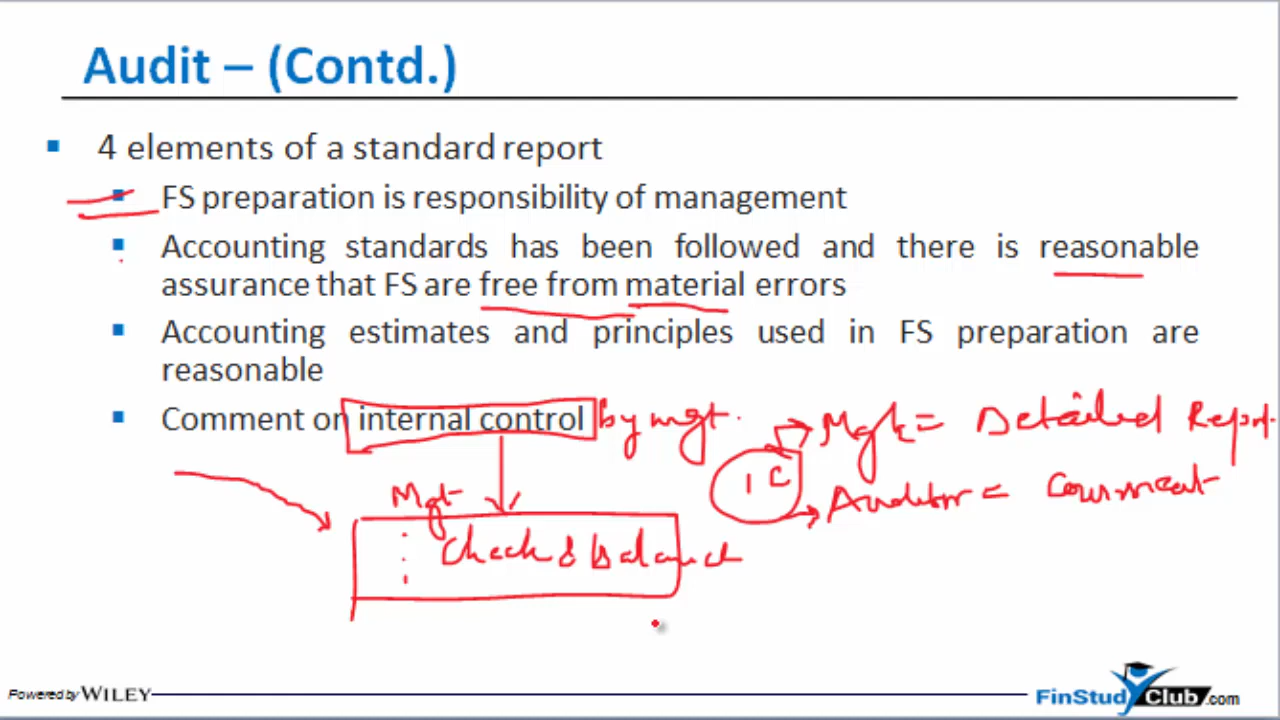 Audit – (Contd.)
4 elements of a standard report
FS preparation is responsibility of management
Accounting standards has been followed and there is reasonable
assurance that FS are free from material errors
Accounting estimates and principles used in FS preparation are
reasonable
Comment on internal control by mgt.
Mgt = Detailed Report.
IC
Auditor = Comment
Mgt
Check & Balance
Powered by WILEY
FinStudyClub.com